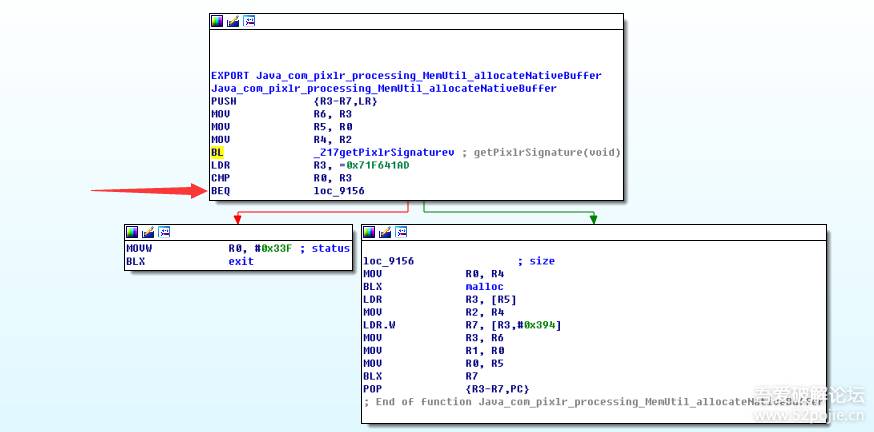 EXPORT Java_com_pixlr_processing_MemUtil_allocateNativeBuffer
Java_com_pixlr_processing_MemUtil_allocateNativeBuffer
PUSH {R3-R7,LR}
MOV R6, R3
MOV R5, R0
MOV R4, R2
BL _Z17getPixlrSignaturev ; getPixlrSignature(void)
LDR R3, =0x71F641AD
CMP R0, R3
BEQ loc_9156
MOVW R0, #0x33F ; status
BLX exit
loc_9156 ; size
MOV R0, R4
BLX malloc
LDR R3, [R5]
MOV R2, R4
LDR.W R7, [R3,#0x394]
MOV R3, R6
MOV R1, R0
MOV R0, R5
BLX R7
POP {R3-R7,PC}
; End of function Java_com_pixlr_processing_MemUtil_allocateNativeBuffer
吾爱破解论坛
www.52pojie.cn